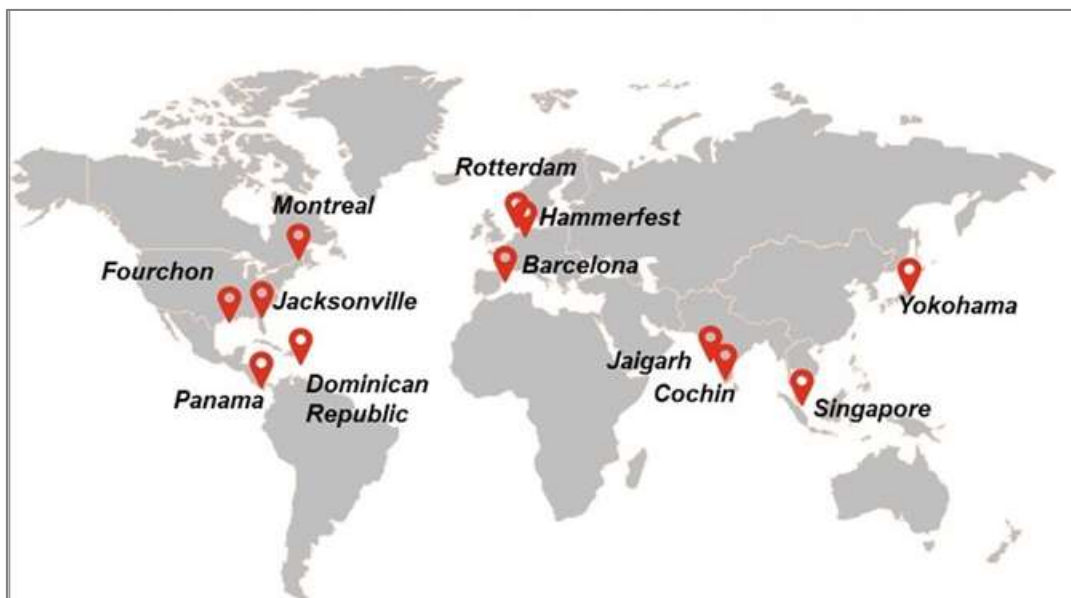 Rotterdam
Montreal
Hammerfest
Fourchon
Barcelona
Jacksonville
Yokohama
Jaigarh
Panama
Dominican
Republic
Cochin
Singapore